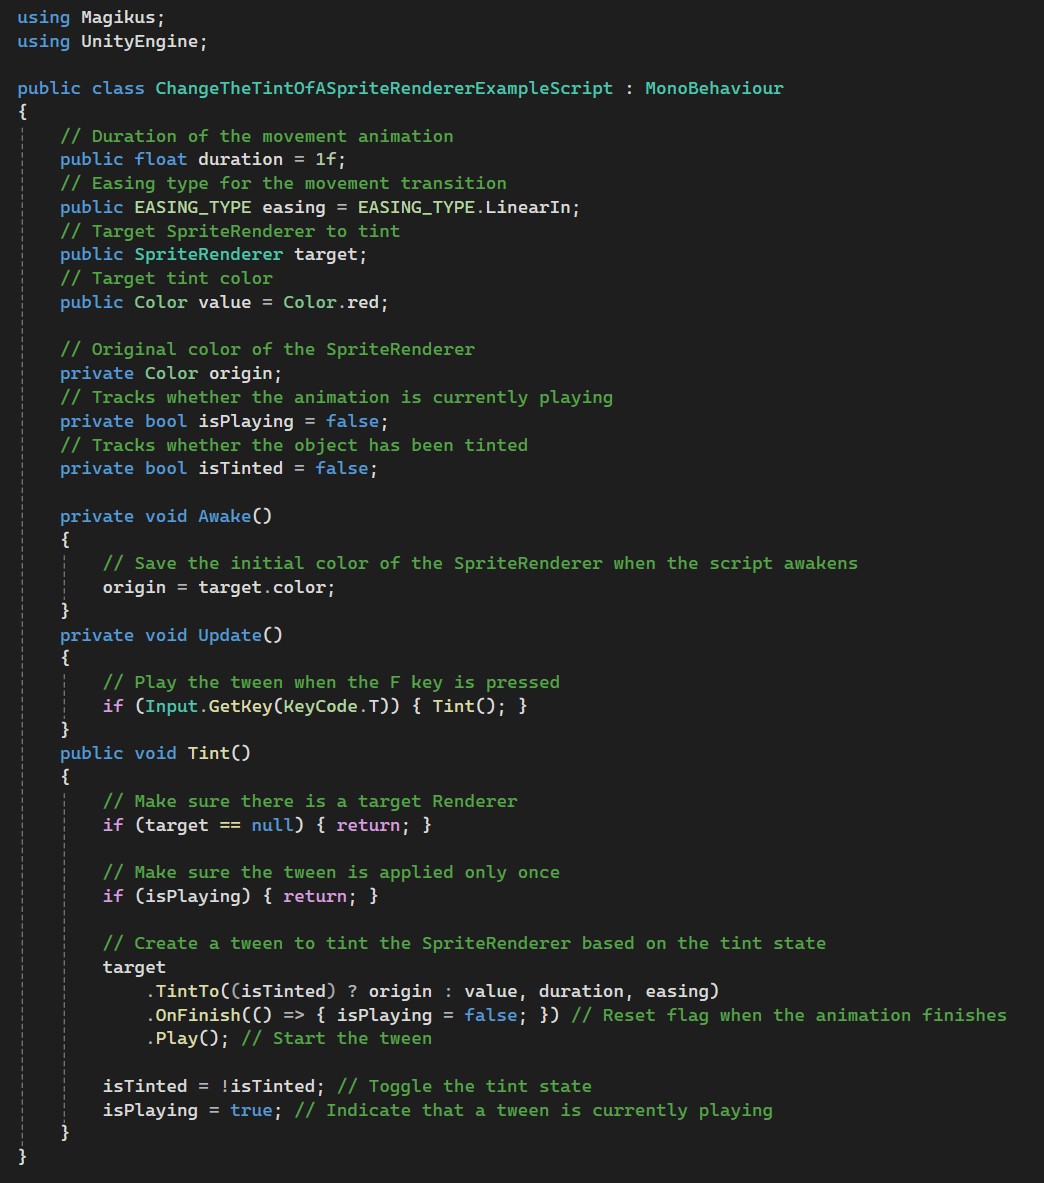 using Magikus;
using UnityEngine;

public class ChangeTheTintOfASpriteRendererExampleScript : MonoBehaviour
{
    // Duration of the movement animation
    public float duration = 1f;
    // Easing type for the movement transition
    public EASING_TYPE easing = EASING_TYPE.LinearIn;
    // Target SpriteRenderer to tint
    public SpriteRenderer target;
    // Target tint color
    public Color value = Color.red;

    // Original color of the SpriteRenderer
    private Color origin;
    // Tracks whether the animation is currently playing
    private bool isPlaying = false;
    // Tracks whether the object has been tinted
    private bool isTinted = false;

    private void Awake()
    {
        // Save the initial color of the SpriteRenderer when the script awakens
        origin = target.color;
    }
    private void Update()
    {
        // Play the tween when the F key is pressed
        if (Input.GetKey(KeyCode.T)) { Tint(); }
    }
    public void Tint()
    {
        // Make sure there is a target Renderer
        if (target == null) { return; }

        // Make sure the tween is applied only once
        if (isPlaying) { return; }

        // Create a tween to tint the SpriteRenderer based on the tint state
        target
            .TintTo((isTinted) ? origin : value, duration, easing)
            .OnFinish(() => { isPlaying = false; }) // Reset flag when the animation finishes
            .Play(); // Start the tween

        isTinted = !isTinted; // Toggle the tint state
        isPlaying = true; // Indicate that a tween is currently playing
    }
}